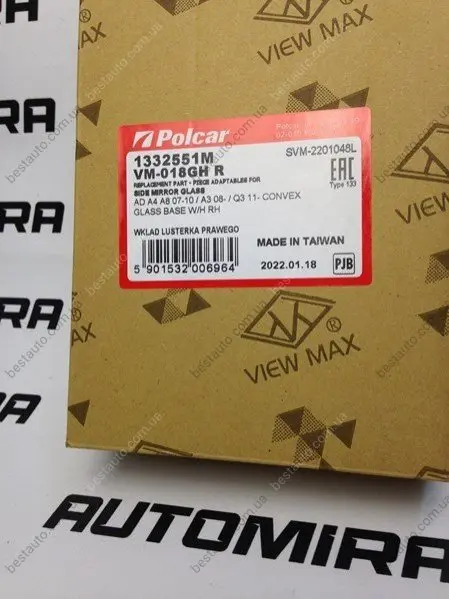 VIEW MAX
®
Polcar
1332551M
VM-018GH R
SVM-2201048L
EAC
Type 133
REPLACEMENT PART - PIECE ADAPTABLES FOR
SIDE MIRROR GLASS
AD A4 A8 07-10 / A3 08- / Q3 11- CONVEX
GLASS BASE W/H RH
WKLAD LUSTERKA PRAWEGO
MADE IN TAIWAN
5 901532 006964
2022.01.18
PJB
VIEW MAX
®
VIEW MAX
AUTOMIRA
bestauto.com.ua